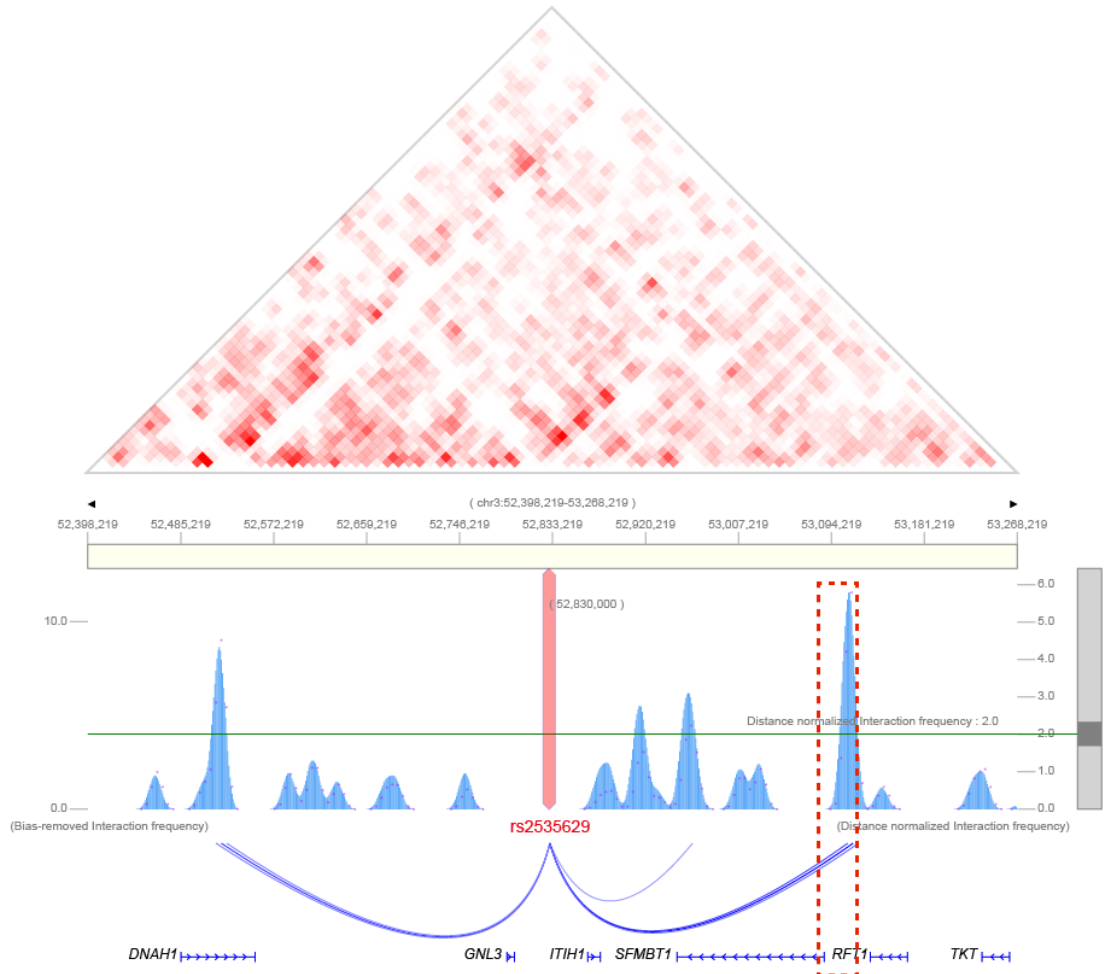 ( chr3:52,398,219-53,268,219 )
52,398,219 52,485,219 52,572,219 52,659,219 52,746,219 52,833,219 52,920,219 53,007,219 53,094,219 53,181,219 53,268,219
( 52,830,000 )
6.0
10.0 5.0
4.0
3.0
Distance normalized Interaction frequency : 2.0
2.0
1.0
0.0 0.0
(Bias-removed Interaction frequency) rs2535629 (Distance normalized Interaction frequency)
DNAH1 GNL3 ITIH1 SFMBT1 RFT1 TKT